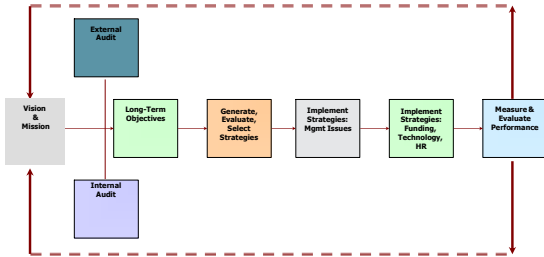 External
Audit
Vision
&
Mission
Long-Term
Objectives
Generate,
Evaluate,
Select
Strategies
Implement
Strategies:
Mgmt Issues
Implement
Strategies:
Funding,
Technology,
HR
Measure &
Evaluate
Performance
Internal
Audit